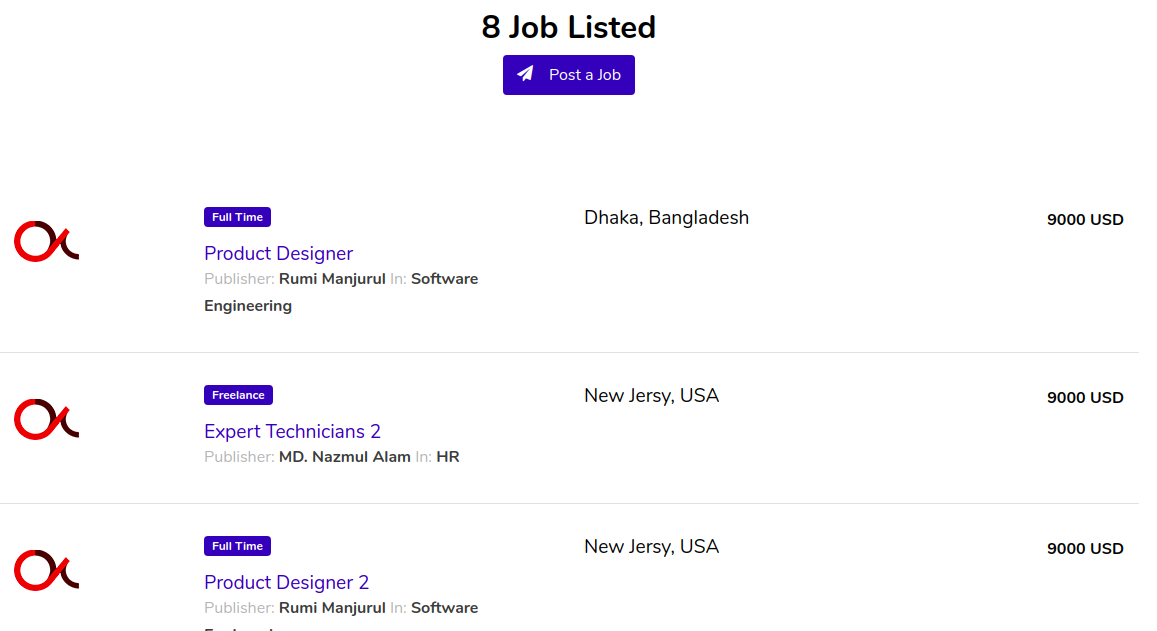 8 Job Listed
Post a Job
Full Time
Dhaka, Bangladesh
9000 USD
Product Designer
Publisher: Rumi Manjurul In: Software
Engineering
Freelance
New Jersy, USA
9000 USD
Expert Technicians 2
Publisher: MD. Nazmul Alam In: HR
Full Time
New Jersy, USA
9000 USD
Product Designer 2
Publisher: Rumi Manjurul In: Software